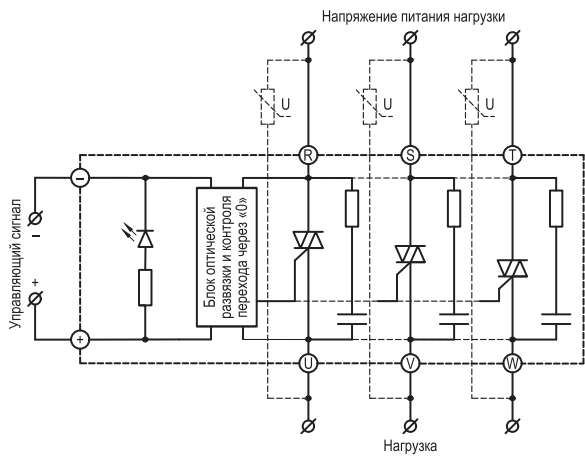 Напряжение питания нагрузки
U
U
U
R
S
T
−
Управляющий сигнал
−
+
Блок оптической
развязки и контроля
перехода через «0»
+
U
V
W
Нагрузка